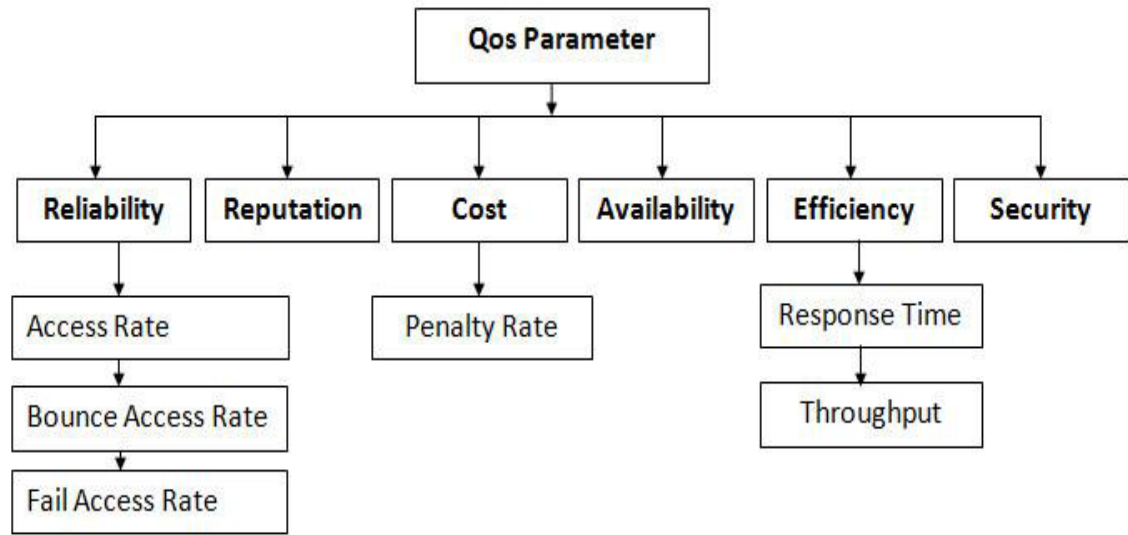 Qos Parameter
Reliability
Reputation
Cost
Availability
Efficiency
Security
Access Rate
Penalty Rate
Response Time
Bounce Access Rate
Throughput
Fail Access Rate